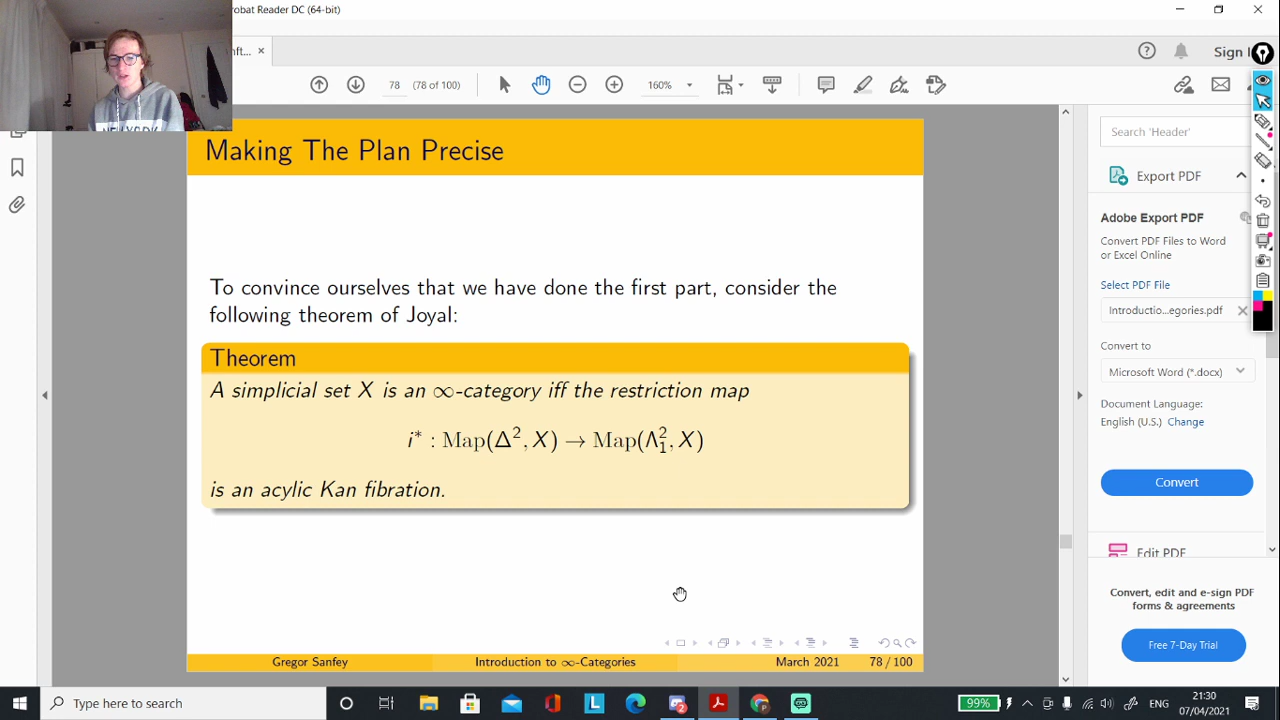 robat Reader DC (64-bit)
nft...
78 (78 of 100) 160% Sign I
Making The Plan Precise
To convince ourselves that we have done the first part, consider the
following theorem of Joyal:
Theorem
A simplicial set X is an ∞-category iff the restriction map
i* : Map(Δ², X) → Map(Λ²₁, X)
is an acylic Kan fibration.
Gregor Sanfey Introduction to ∞-Categories March 2021 78 / 100
Search 'Header'
Export PDF
Adobe Export PDF
Convert PDF Files to Word
or Excel Online
Select PDF File
Introductio...egories.pdf
Convert to
Microsoft Word (*.docx)
Document Language:
English (U.S.) Change
Convert
Edit PDF
Convert, edit and e-sign PDF
forms & agreements
Free 7-Day Trial
Type here to search
99% ENG 21:30
07/04/2021